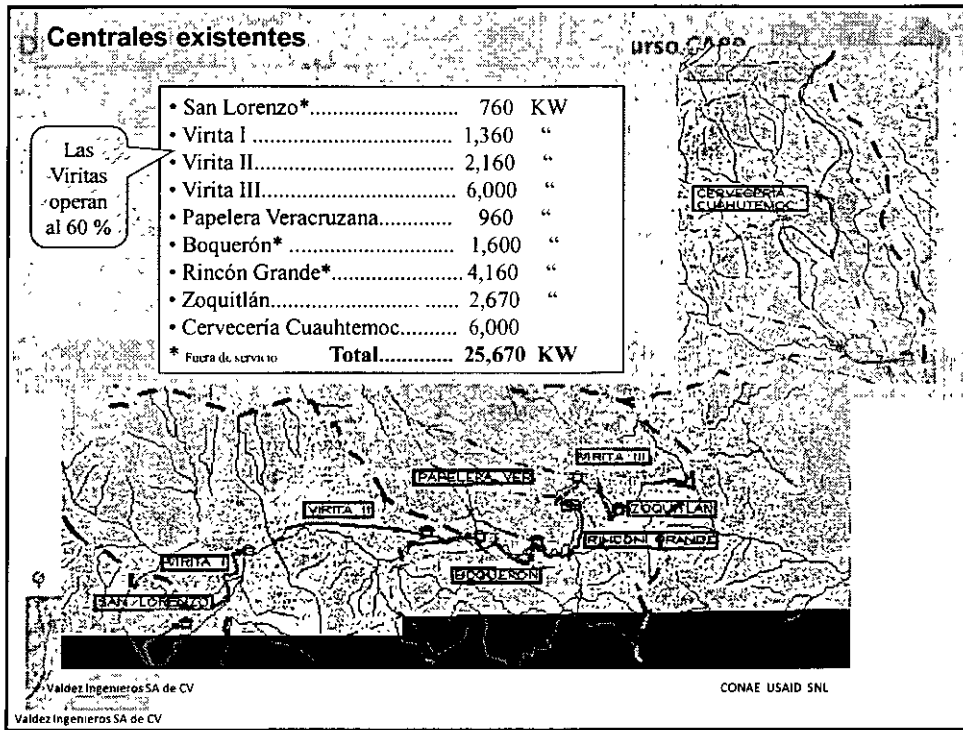 Centrales existentes
urso CAPO
• San Lorenzo*.............................. 760 KW
• Virita I ....................................... 1,360 “
• Virita II ...................................... 2,160 “
• Virita III ..................................... 6,000 “
• Papelera Veracruzana............ 960 “
• Boquerón* ................................ 1,600 “
• Rincón Grande*...................... 4,160 “
• Zoquitlán........................ ...... 2,670 “
• Cervecería Cuauhtemoc......... 6,000
* Fuera de servicio Total............ 25,670 KW
Las
Viritas
operan
al 60 %
CERVECERIA
CUAHUTEMOC
VIRITA III
PAPELERA VER
VIRITA II
ZOQUITLAN
RINCON GRANDE
VIRITA I
BOQUERON
SAN LORENZO
Valdez Ingenieros SA de CV
CONAE USAID SNL
Valdez Ingenieros SA de CV